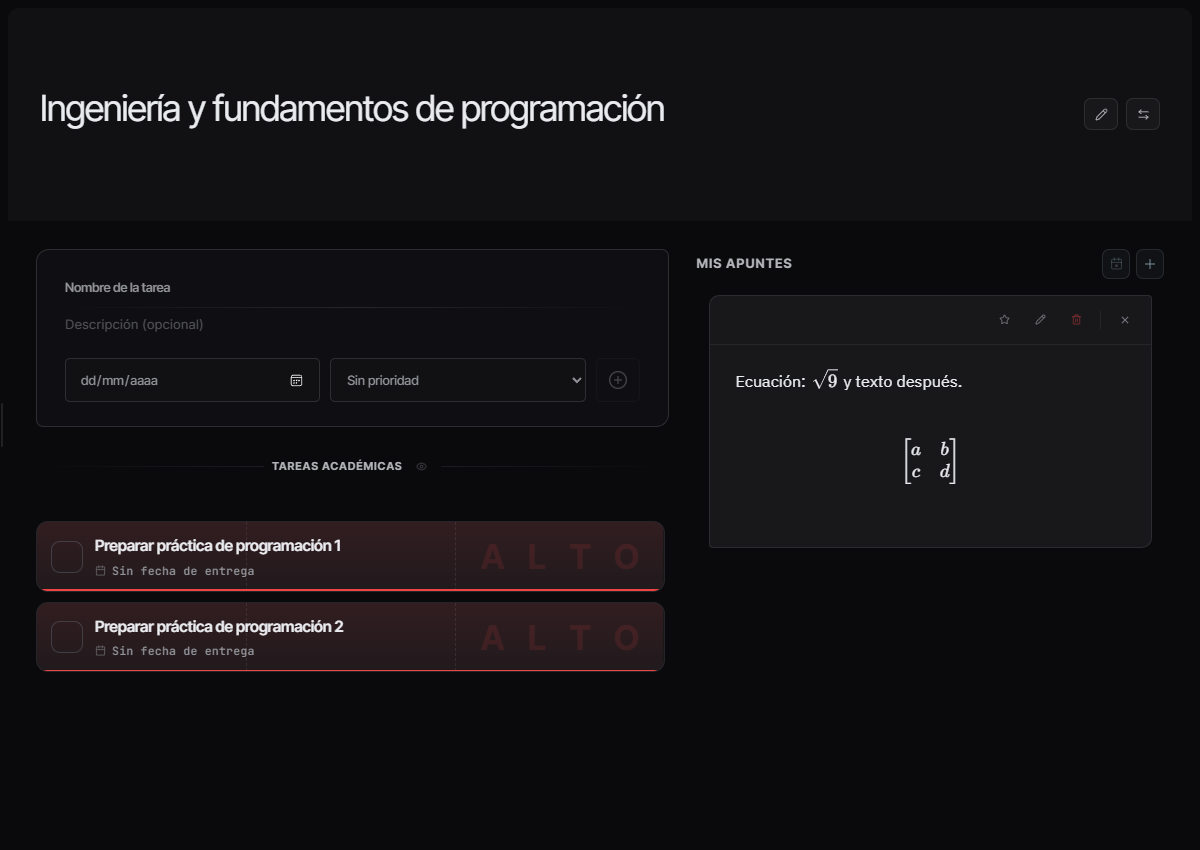 Ingeniería y fundamentos de programación
Nombre de la tarea
Descripción (opcional)
dd/mm/aaaa
Sin prioridad
TAREAS ACADÉMICAS
Preparar práctica de programación 1
Sin fecha de entrega
ALTO
Preparar práctica de programación 2
Sin fecha de entrega
ALTO
MIS APUNTES
Ecuación: √9 y texto después.
a b
c d